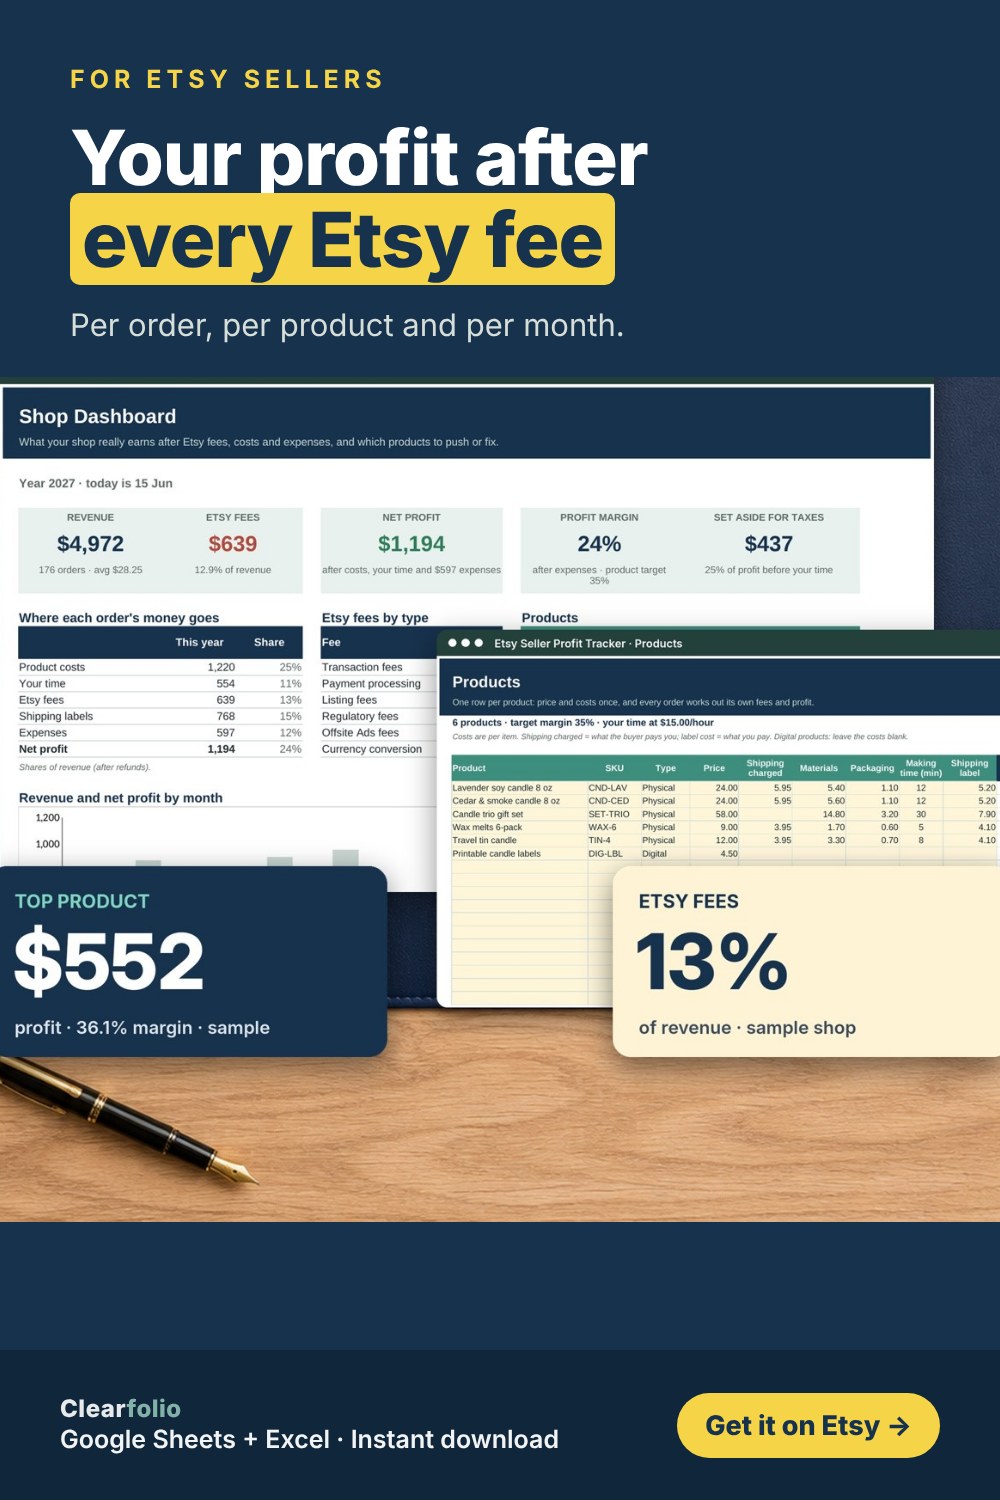 FOR ETSY SELLERS
Your profit after
every Etsy fee
Per order, per product and per month.
Shop Dashboard
What your shop really earns after Etsy fees, costs and expenses, and which products to push or fix.
Year 2027 · today is 15 Jun
REVENUE
$4,972
176 orders · avg $28.25
ETSY FEES
$639
12.9% of revenue
NET PROFIT
$1,194
after costs, your time and $597 expenses
PROFIT MARGIN
24%
after expenses · product target
35%
SET ASIDE FOR TAXES
$437
25% of profit before your time
Where each order's money goes
This year Share
Product costs 1,220 25%
Your time 554 11%
Etsy fees 639 13%
Shipping labels 768 15%
Expenses 597 12%
Net profit 1,194 24%
Shares of revenue (after refunds).
Etsy fees by type
Fee
Transaction fees
Payment processing
Listing fees
Regulatory fees
Offsite Ads fees
Currency conversion
Products
Revenue and net profit by month
1,200
1,000
Etsy Seller Profit Tracker · Products
Products
One row per product: price and costs once, and every order works out its own fees and profit.
6 products · target margin 35% · your time at $15.00/hour
Costs are per item. Shipping charged = what the buyer pays you; label cost = what you pay. Digital products: leave the costs blank.
Product SKU Type Price Shipping charged Materials Packaging Making time (min) Shipping label
Lavender soy candle 8 oz CND-LAV Physical 24.00 5.95 5.40 1.10 12 5.20
Cedar & smoke candle 8 oz CND-CED Physical 24.00 5.95 5.60 1.10 12 5.20
Candle trio gift set SET-TRIO Physical 58.00 14.80 3.20 30 7.90
Wax melts 6-pack WAX-6 Physical 9.00 3.95 1.70 0.60 5 4.10
Travel tin candle TIN-4 Physical 12.00 3.95 3.30 0.70 8 4.10
Printable candle labels DIG-LBL Digital 4.50
TOP PRODUCT
$552
profit · 36.1% margin · sample
ETSY FEES
13%
of revenue · sample shop
Clearfolio
Google Sheets + Excel · Instant download
Get it on Etsy →